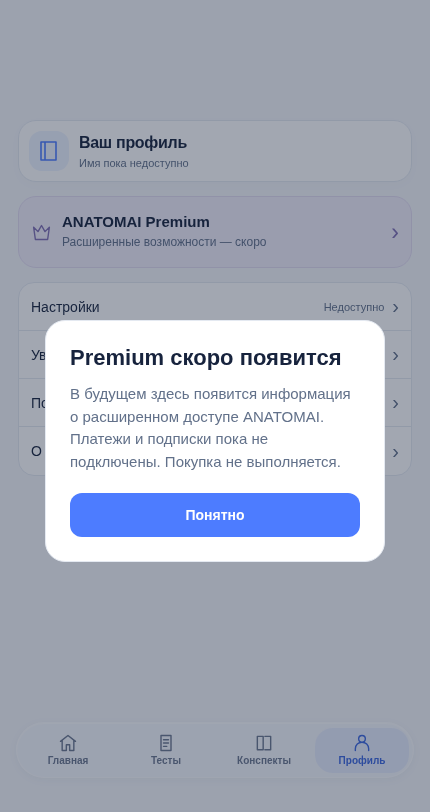 Ваш профиль
Имя пока недоступно
ANATOMAI Premium
Расширенные возможности — скоро
Настройки
Недоступно
Premium скоро появится
В будущем здесь появится информация
о расширенном доступе ANATOMAI.
Платежи и подписки пока не
подключены. Покупка не выполняется.
Понятно
Главная
Тесты
Конспекты
Профиль